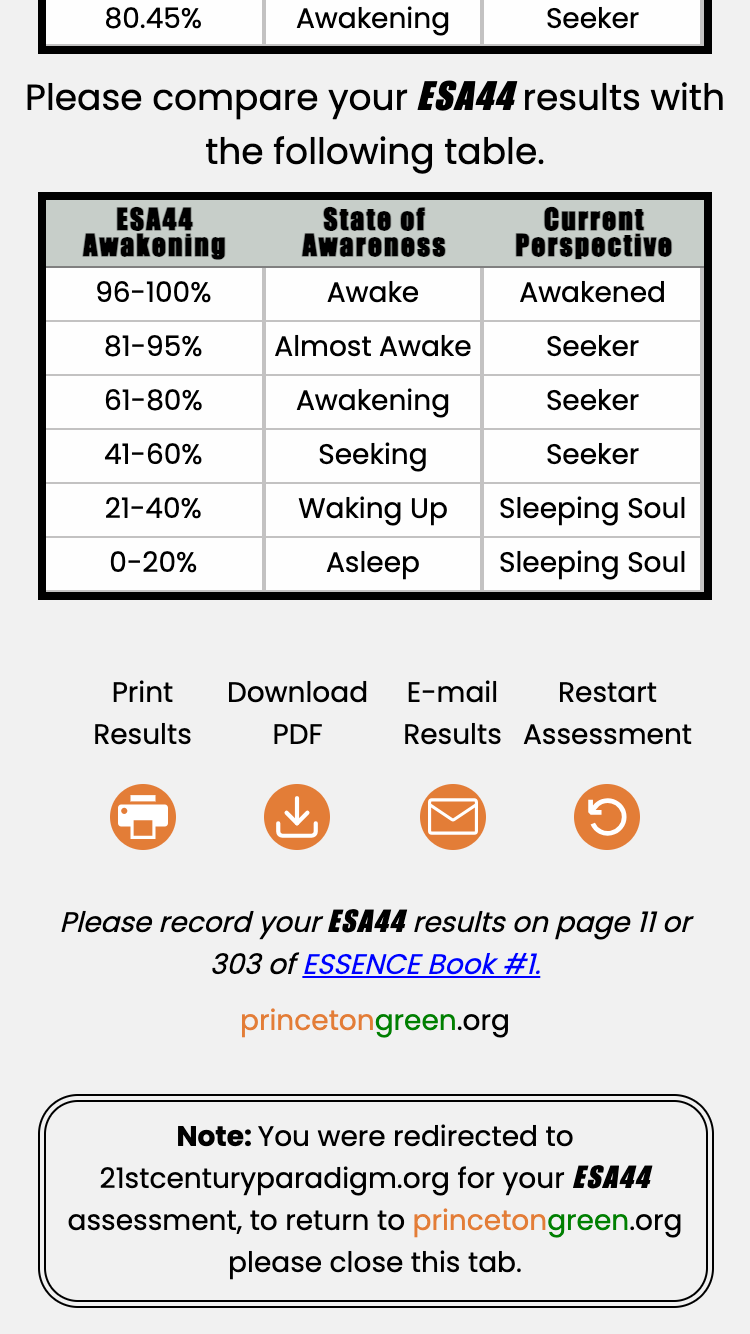 80.45% Awakening Seeker
Please compare your ESA44 results with
the following table.
ESA44 Awakening State of Awareness Current Perspective
96-100% Awake Awakened
81-95% Almost Awake Seeker
61-80% Awakening Seeker
41-60% Seeking Seeker
21-40% Waking Up Sleeping Soul
0-20% Asleep Sleeping Soul
Print Results Download PDF E-mail Results Restart Assessment
Please record your ESA44 results on page 11 or
303 of ESSENCE Book #1.
princetongreen.org
Note: You were redirected to
21stcenturyparadigm.org for your ESA44
assessment, to return to princetongreen.org
please close this tab.